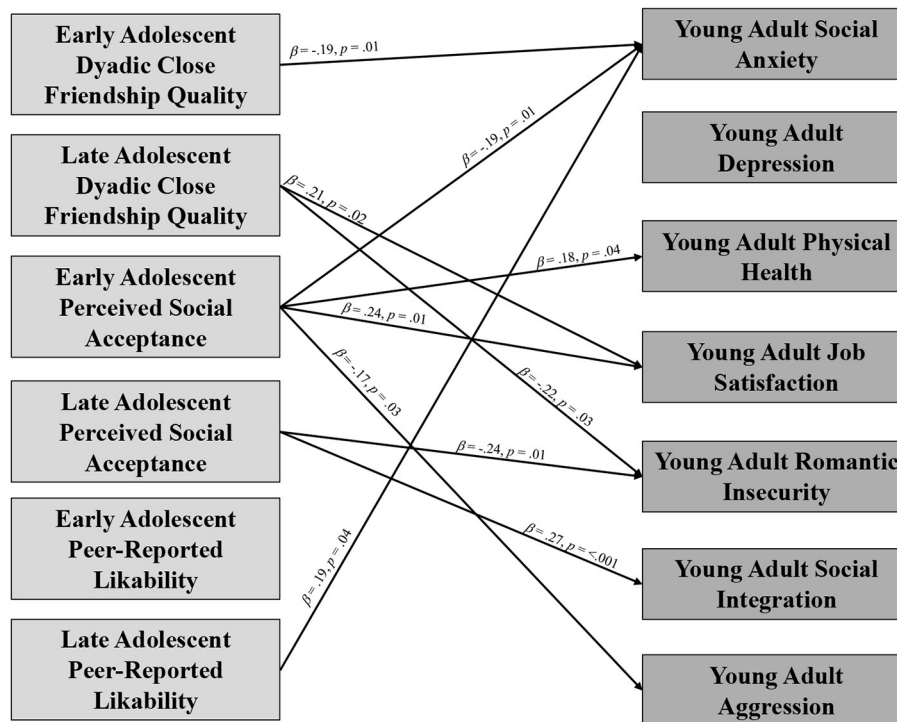 Early Adolescent
Dyadic Close
Friendship Quality
Late Adolescent
Dyadic Close
Friendship Quality
Early Adolescent
Perceived Social
Acceptance
Late Adolescent
Perceived Social
Acceptance
Early Adolescent
Peer-Reported
Likability
Late Adolescent
Peer-Reported
Likability
β = -.19, p = .01
β = -.19, p = .01
β = .21, p = .02
β = .18, p = .04
β = .24, p = .01
β = -.17, p = .03
β = -.22, p = .03
β = -.24, p = .01
β = .27, p = <.001
β = .19, p = .04
Young Adult Social
Anxiety
Young Adult
Depression
Young Adult Physical
Health
Young Adult Job
Satisfaction
Young Adult Romantic
Insecurity
Young Adult Social
Integration
Young Adult
Aggression